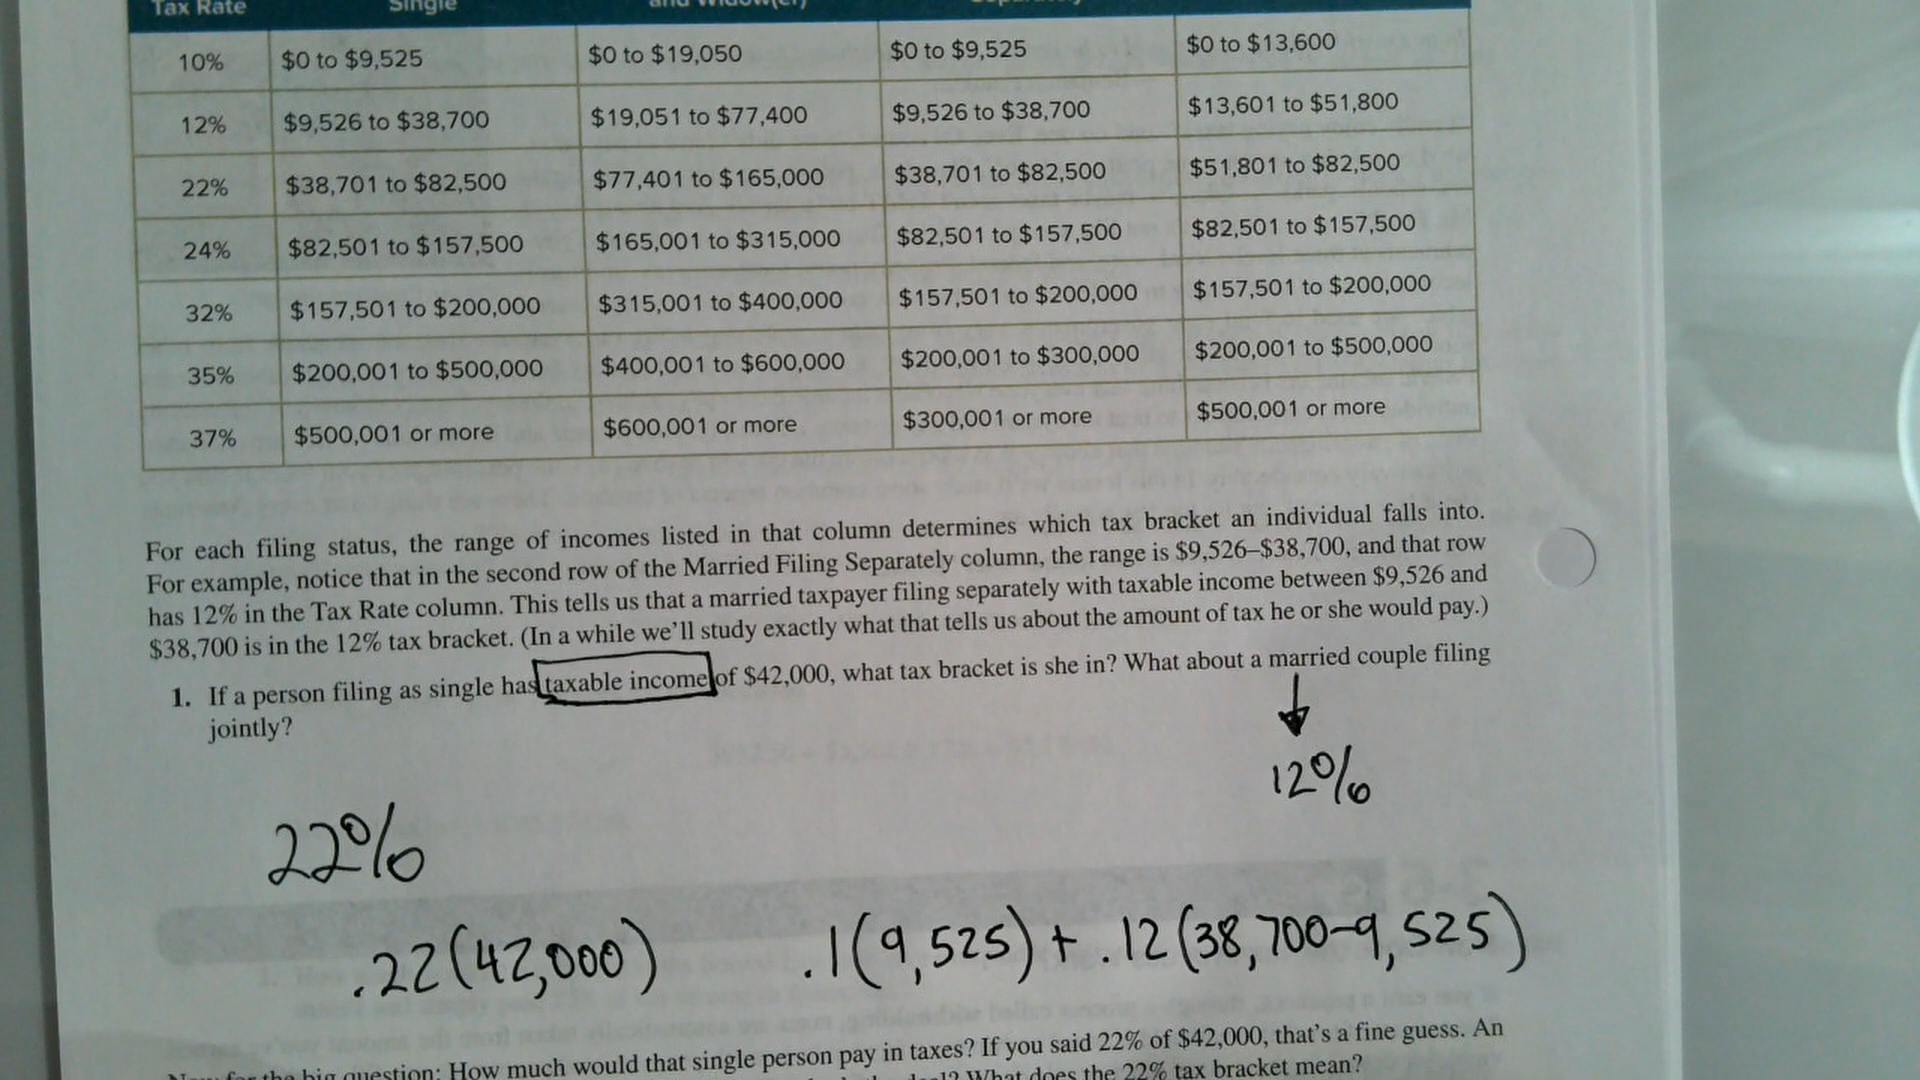 Tax Rate Single
10% $0 to $9,525 $0 to $19,050 $0 to $9,525 $0 to $13,600
12% $9,526 to $38,700 $19,051 to $77,400 $9,526 to $38,700 $13,601 to $51,800
22% $38,701 to $82,500 $77,401 to $165,000 $38,701 to $82,500 $51,801 to $82,500
24% $82,501 to $157,500 $165,001 to $315,000 $82,501 to $157,500 $82,501 to $157,500
32% $157,501 to $200,000 $315,001 to $400,000 $157,501 to $200,000 $157,501 to $200,000
35% $200,001 to $500,000 $400,001 to $600,000 $200,001 to $300,000 $200,001 to $500,000
37% $500,001 or more $600,001 or more $300,001 or more $500,001 or more
For each filing status, the range of incomes listed in that column determines which tax bracket an individual falls into.
For example, notice that in the second row of the Married Filing Separately column, the range is $9,526–$38,700, and that row
has 12% in the Tax Rate column. This tells us that a married taxpayer filing separately with taxable income between $9,526 and
$38,700 is in the 12% tax bracket. (In a while we'll study exactly what that tells us about the amount of tax he or she would pay.)
1. If a person filing as single has taxable income of $42,000, what tax bracket is she in? What about a married couple filing
jointly?
12%
22%
.22(42,000) .1(9,525) + .12(38,700-9,525)
the big question: How much would that single person pay in taxes? If you said 22% of $42,000, that's a fine guess. An
What does the 22% tax bracket mean?